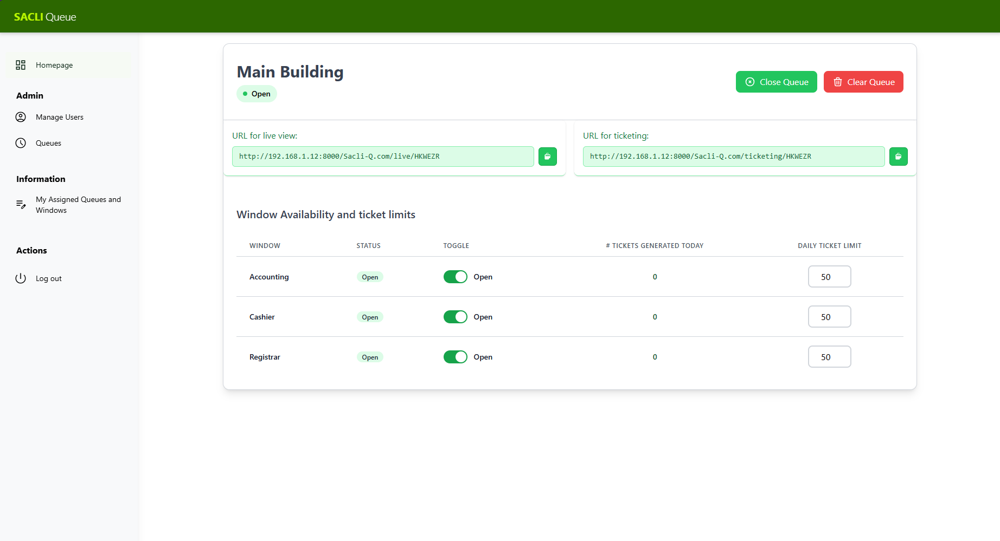 SACLI Queue
Homepage
Admin
Manage Users
Queues
Information
My Assigned Queues and
Windows
Actions
Log out
Main Building
Open
Close Queue
Clear Queue
URL for live view:
http://192.168.1.12:8000/Sacli-Q.com/live/HKWEZR
URL for ticketing:
http://192.168.1.12:8000/Sacli-Q.com/ticketing/HKWEZR
Window Availability and ticket limits
WINDOW STATUS TOGGLE # TICKETS GENERATED TODAY DAILY TICKET LIMIT
Accounting Open Open 0 50
Cashier Open Open 0 50
Registrar Open Open 0 50